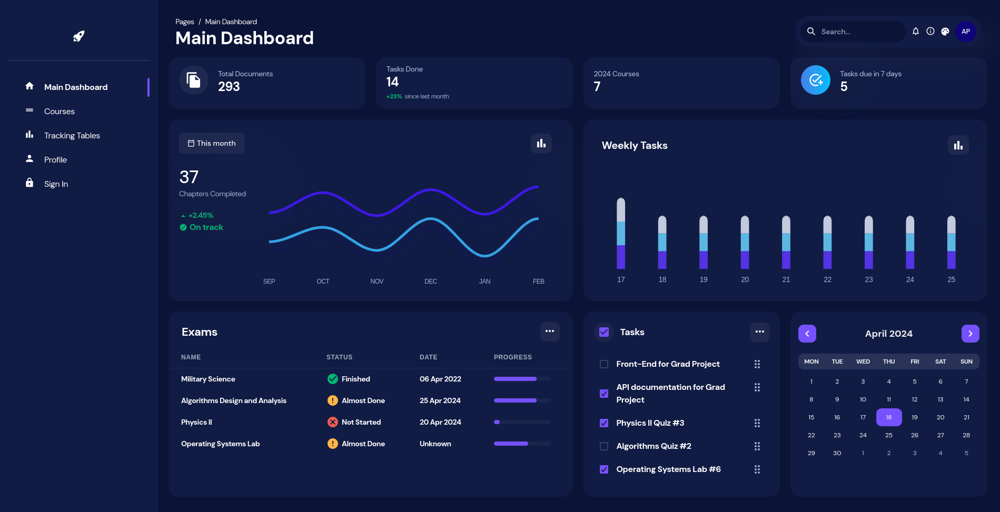 Pages / Main Dashboard
Main Dashboard
Search...
AP
Main Dashboard
Courses
Tracking Tables
Profile
Sign In
Total Documents
293
Tasks Done
14
+23% since last month
2024 Courses
7
Tasks due in 7 days
5
This month
37
Chapters Completed
+2.45%
On track
SEP OCT NOV DEC JAN FEB
Weekly Tasks
17 18 19 20 21 22 23 24 25
Exams
NAME STATUS DATE PROGRESS
Military Science Finished 06 Apr 2022
Algorithms Design and Analysis Almost Done 25 Apr 2024
Physics II Not Started 20 Apr 2024
Operating Systems Lab Almost Done Unknown
Tasks
Front-End for Grad Project
API documentation for Grad
Project
Physics II Quiz #3
Algorithms Quiz #2
Operating Systems Lab #6
April 2024
MON TUE WED THU FRI SAT SUN
1 2 3 4 5 6 7
8 9 10 11 12 13 14
15 16 17 18 19 20 21
22 23 24 25 26 27 28
29 30 1 2 3 4 5